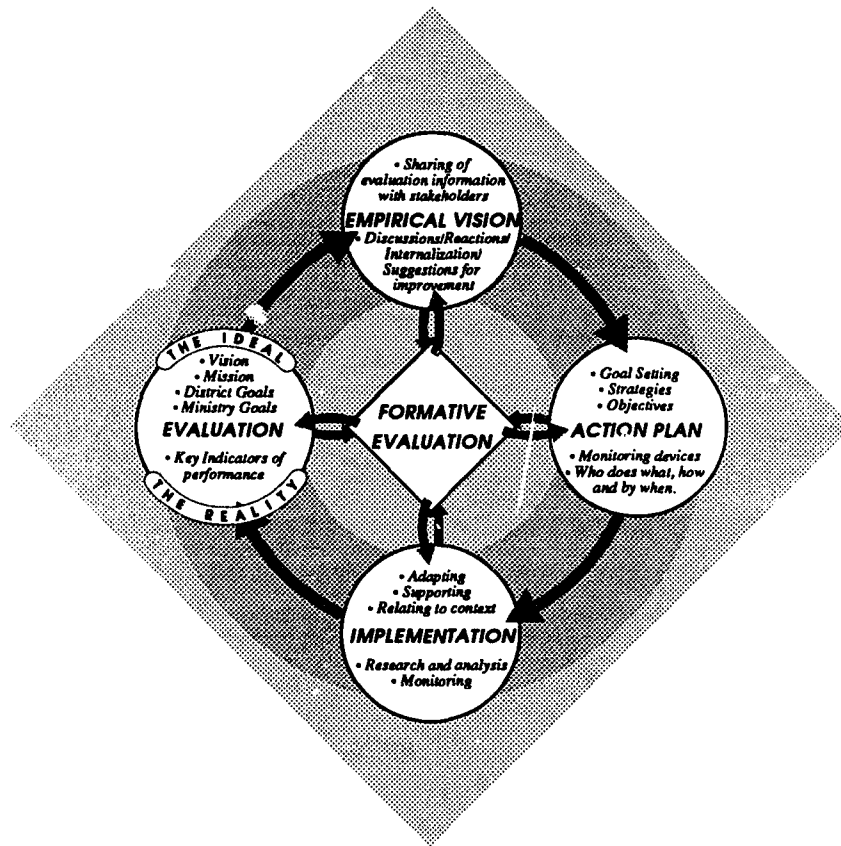 • Sharing of
evaluation information
with stakeholders
EMPIRICAL VISION
• Discussions/Reactions/
Internalization/
Suggestions for
improvement
THE IDEAL
• Vision
• Mission
• District Goals
• Ministry Goals
EVALUATION
• Key Indicators of
performance
THE REALITY
FORMATIVE
EVALUATION
• Goal Setting
• Strategies
• Objectives
ACTION PLAN
• Monitoring devices
• Who does what, how
and by when.
• Adapting
• Supporting
• Relating to context
IMPLEMENTATION
• Research and analysis
• Monitoring